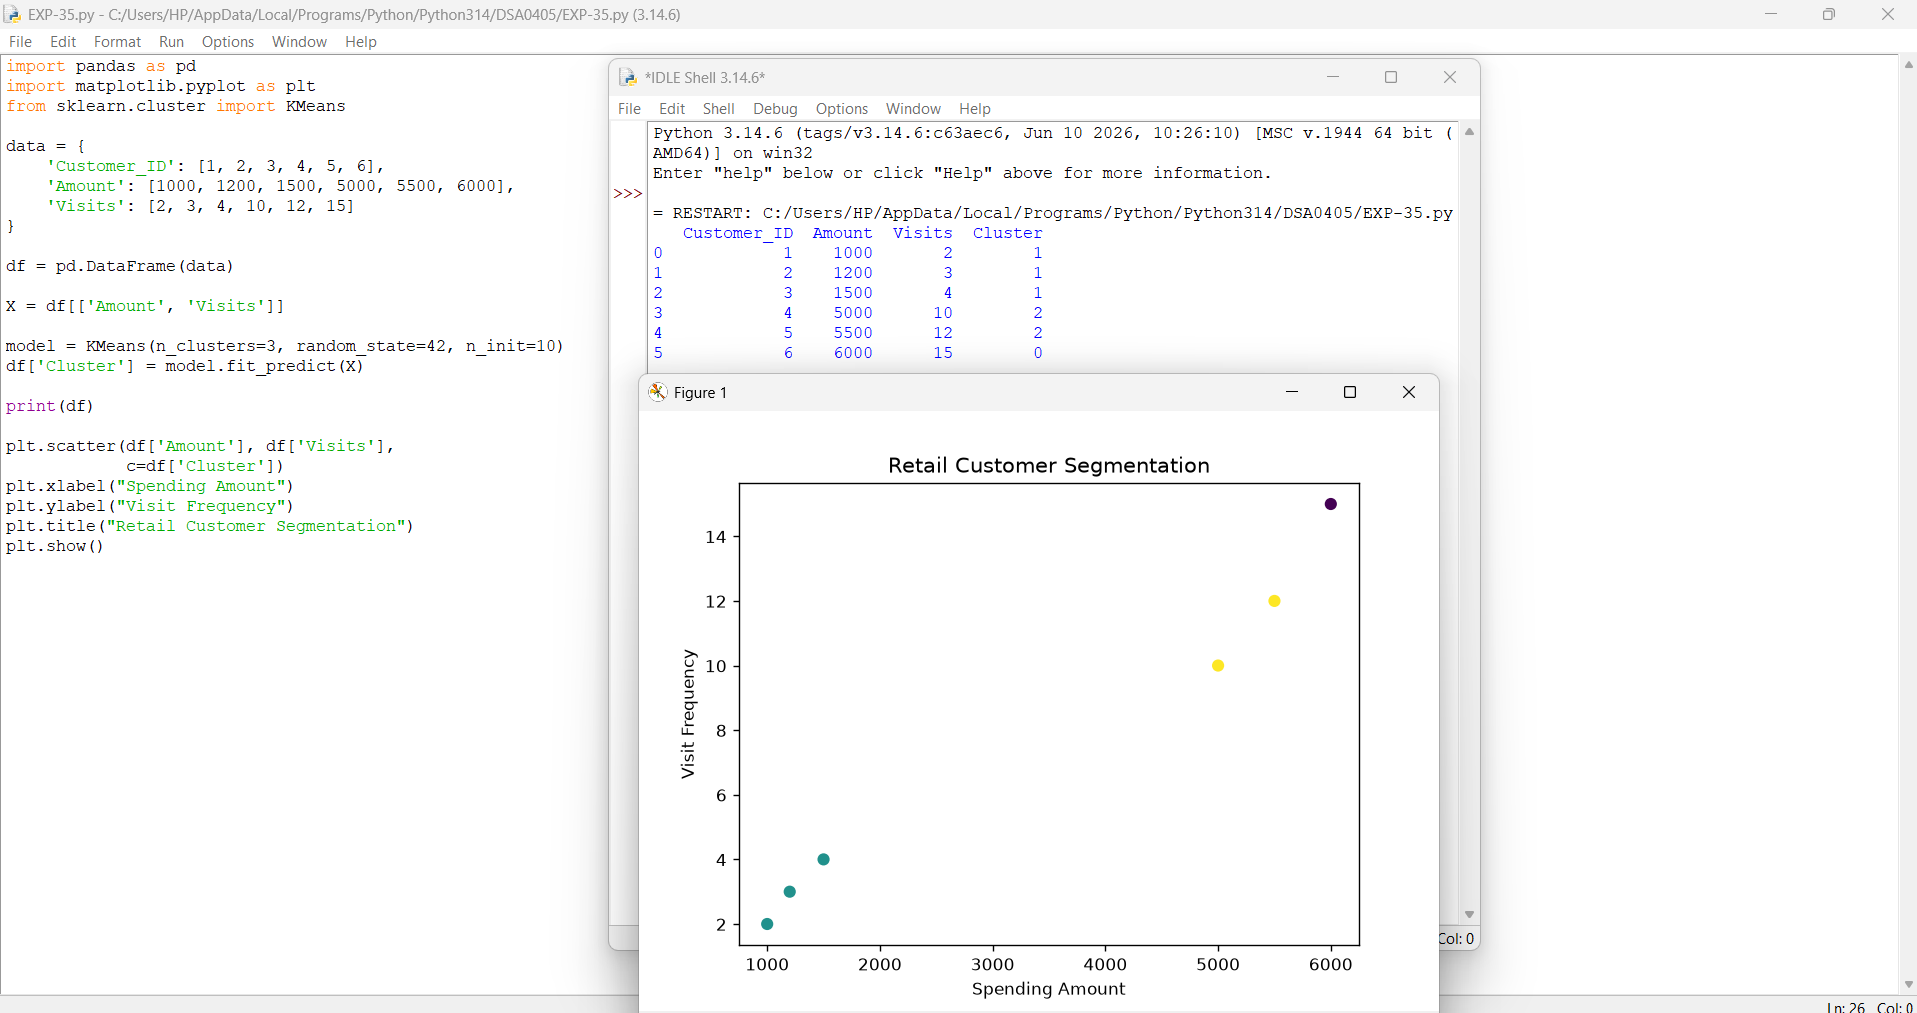 EXP-35.py - C:/Users/HP/AppData/Local/Programs/Python/Python314/DSA0405/EXP-35.py (3.14.6)
File Edit Format Run Options Window Help
import pandas as pd
import matplotlib.pyplot as plt
from sklearn.cluster import KMeans
data = {
    'Customer_ID': [1, 2, 3, 4, 5, 6],
    'Amount': [1000, 1200, 1500, 5000, 5500, 6000],
    'Visits': [2, 3, 4, 10, 12, 15]
}
df = pd.DataFrame(data)
X = df[['Amount', 'Visits']]
model = KMeans(n_clusters=3, random_state=42, n_init=10)
df['Cluster'] = model.fit_predict(X)
print(df)
plt.scatter(df['Amount'], df['Visits'],
            c=df['Cluster'])
plt.xlabel("Spending Amount")
plt.ylabel("Visit Frequency")
plt.title("Retail Customer Segmentation")
plt.show()
*IDLE Shell 3.14.6*
File Edit Shell Debug Options Window Help
Python 3.14.6 (tags/v3.14.6:c63aec6, Jun 10 2026, 10:26:10) [MSC v.1944 64 bit (
AMD64)] on win32
Enter "help" below or click "Help" above for more information.
>>>
= RESTART: C:/Users/HP/AppData/Local/Programs/Python/Python314/DSA0405/EXP-35.py
   Customer_ID  Amount  Visits  Cluster
0            1    1000       2        1
1            2    1200       3        1
2            3    1500       4        1
3            4    5000      10        2
4            5    5500      12        2
5            6    6000      15        0
Figure 1
Retail Customer Segmentation
14
12
10
8
6
4
2
Visit Frequency
1000 2000 3000 4000 5000 6000
Spending Amount
Col: 0
Ln: 26 Col: 0